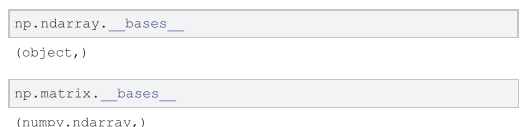 np.ndarray.__bases__
(object,)
np.matrix.__bases__
(numpy.ndarray,)